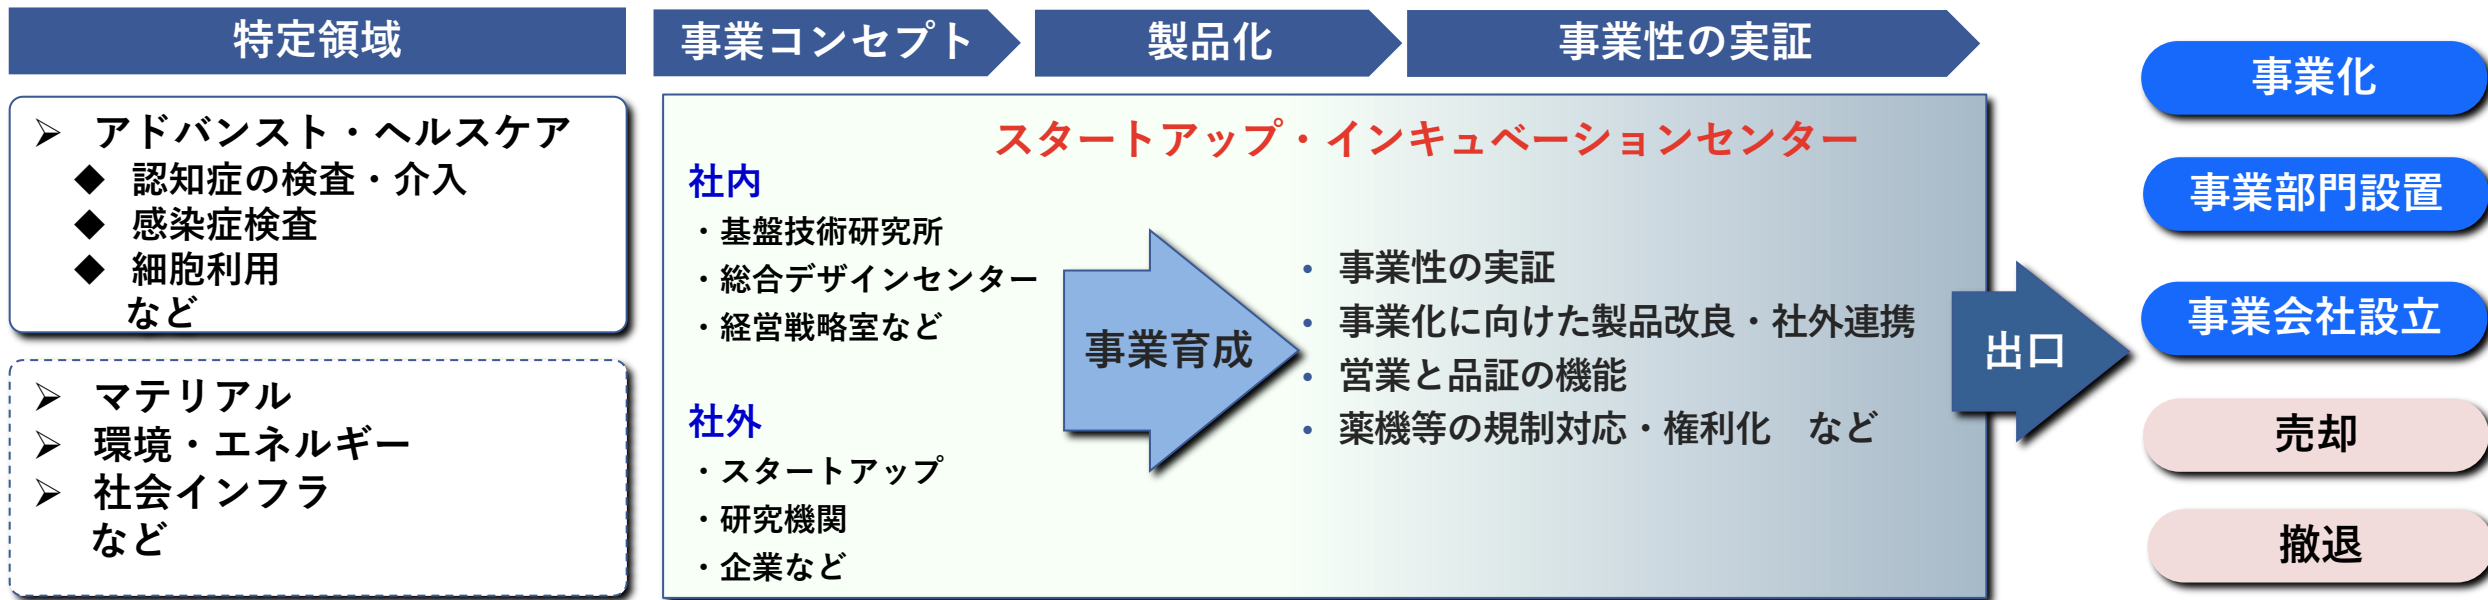 特定領域
➢ アドバンスト・ヘルスケア
◆ 認知症の検査・介入
◆ 感染症検査
◆ 細胞利用
など
➢ マテリアル
➢ 環境・エネルギー
➢ 社会インフラ
など
事業コンセプト
製品化
事業性の実証
スタートアップ・インキュベーションセンター
社内
・基盤技術研究所
・総合デザインセンター
・経営戦略室など
社外
・スタートアップ
・研究機関
・企業など
事業育成
• 事業性の実証
• 事業化に向けた製品改良・社外連携
• 営業と品証の機能
• 薬機等の規制対応・権利化　など
出口
事業化
事業部門設置
事業会社設立
売却
撤退